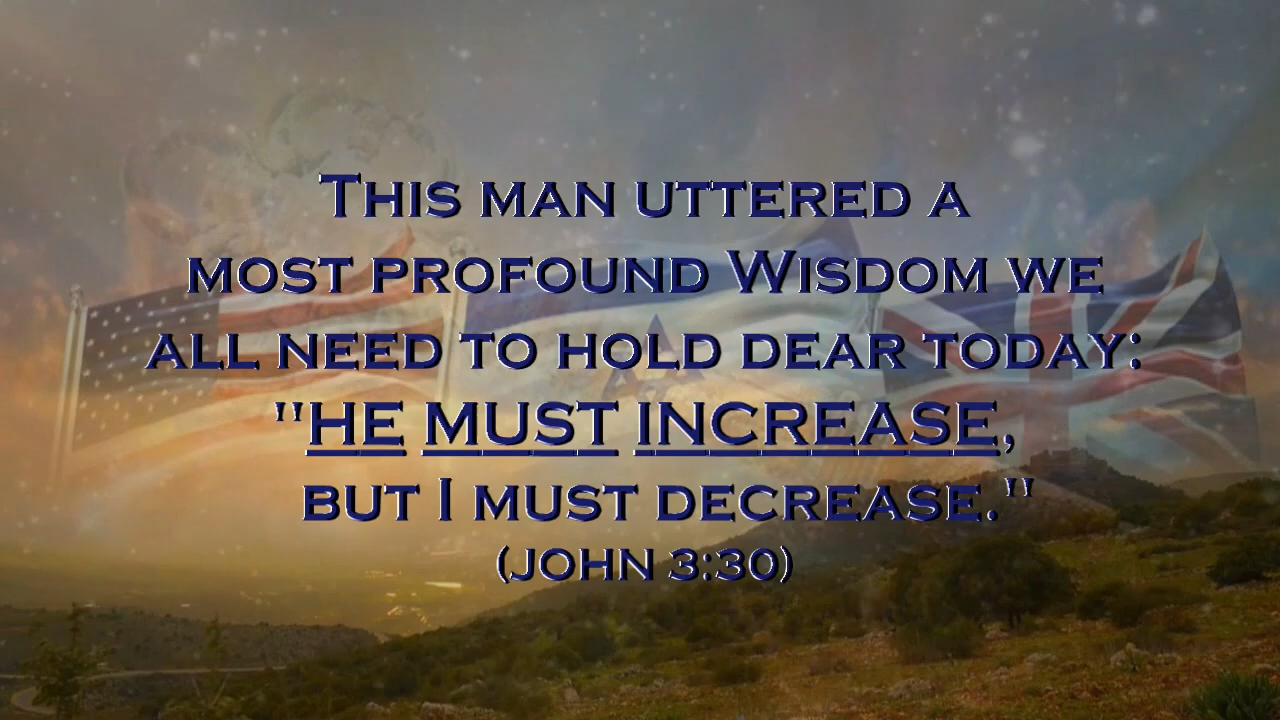 This man uttered a
most profound Wisdom we
all need to hold dear today:
"he must increase,
but I must decrease."
(John 3:30)